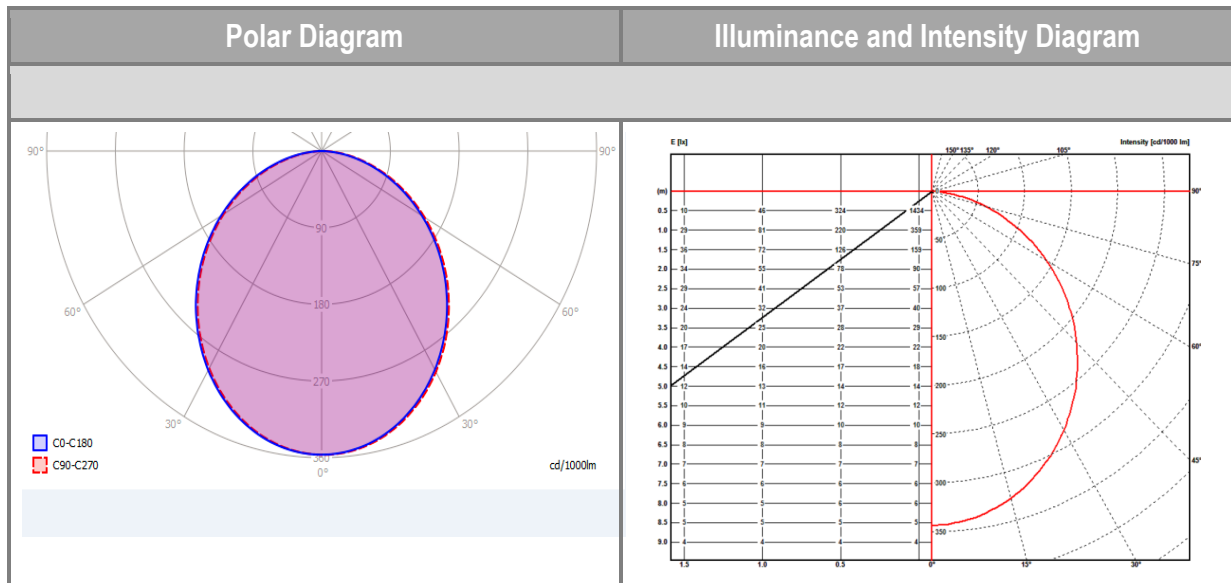 Polar Diagram
Illuminance and Intensity Diagram
90°
90°
90
180
60°
60°
270
30°
30°
360
0°
C0-C180
C90-C270
cd/1000lm
E [lx]
Intensity [cd/1000 lm]
150° 135° 120° 105°
(m) 0 90°
0.5 10 46 324 1434
1.0 29 81 220 359
50
1.5 36 72 126 159
75°
2.0 34 55 78 90
2.5 29 41 53 57
100
3.0 24 32 37 40
3.5 20 25 28 29
150
4.0 17 20 22 22
60°
4.5 14 16 17 18
5.0 12 13 14 14
200
5.5 10 11 12 12
6.0 9 9 10 10
250
6.5 8 8 8 8
45°
7.0 7 7 7 7
7.5 6 6 6 6
300
8.0 5 6 6 6
8.5 5 5 5 5
350
9.0 4 4 4 4
1.5 1.0 0.5 0° 15° 30°